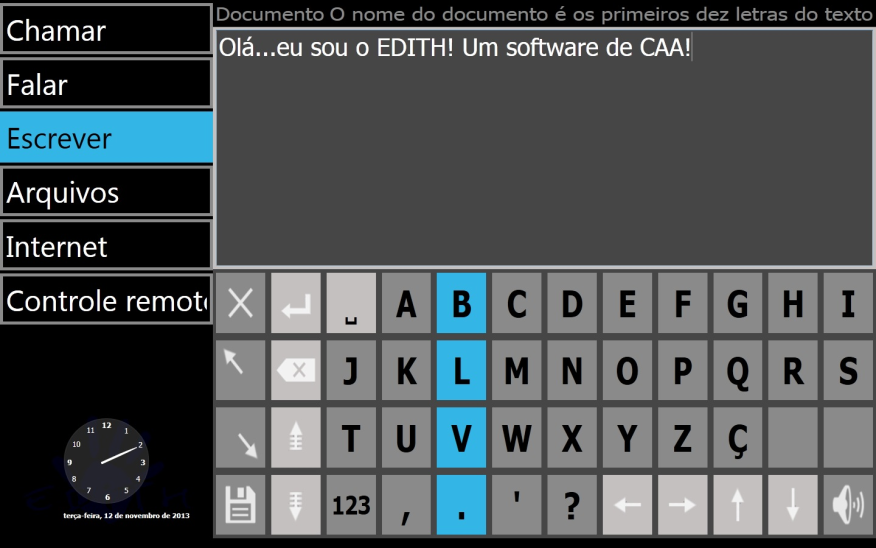 Chamar
Falar
Escrever
Arquivos
Internet
Controle remot
Documento O nome do documento é os primeiros dez letras do texto
Olá...eu sou o EDITH! Um software de CAA!
A B C D E F G H I
J K L M N O P Q R S
T U V W X Y Z Ç
123 , . ' ?
12 1 2 3 4 5 6 7 8 9 10 11
terça-feira, 12 de novembro de 2013